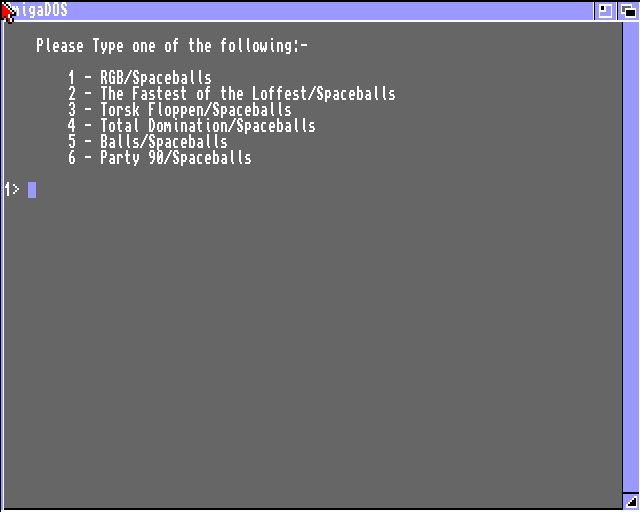 migaDOS
Please Type one of the following:-
1 - RGB/Spaceballs
2 - The Fastest of the Loffest/Spaceballs
3 - Torsk Floppen/Spaceballs
4 - Total Domination/Spaceballs
5 - Balls/Spaceballs
6 - Party 90/Spaceballs
1>